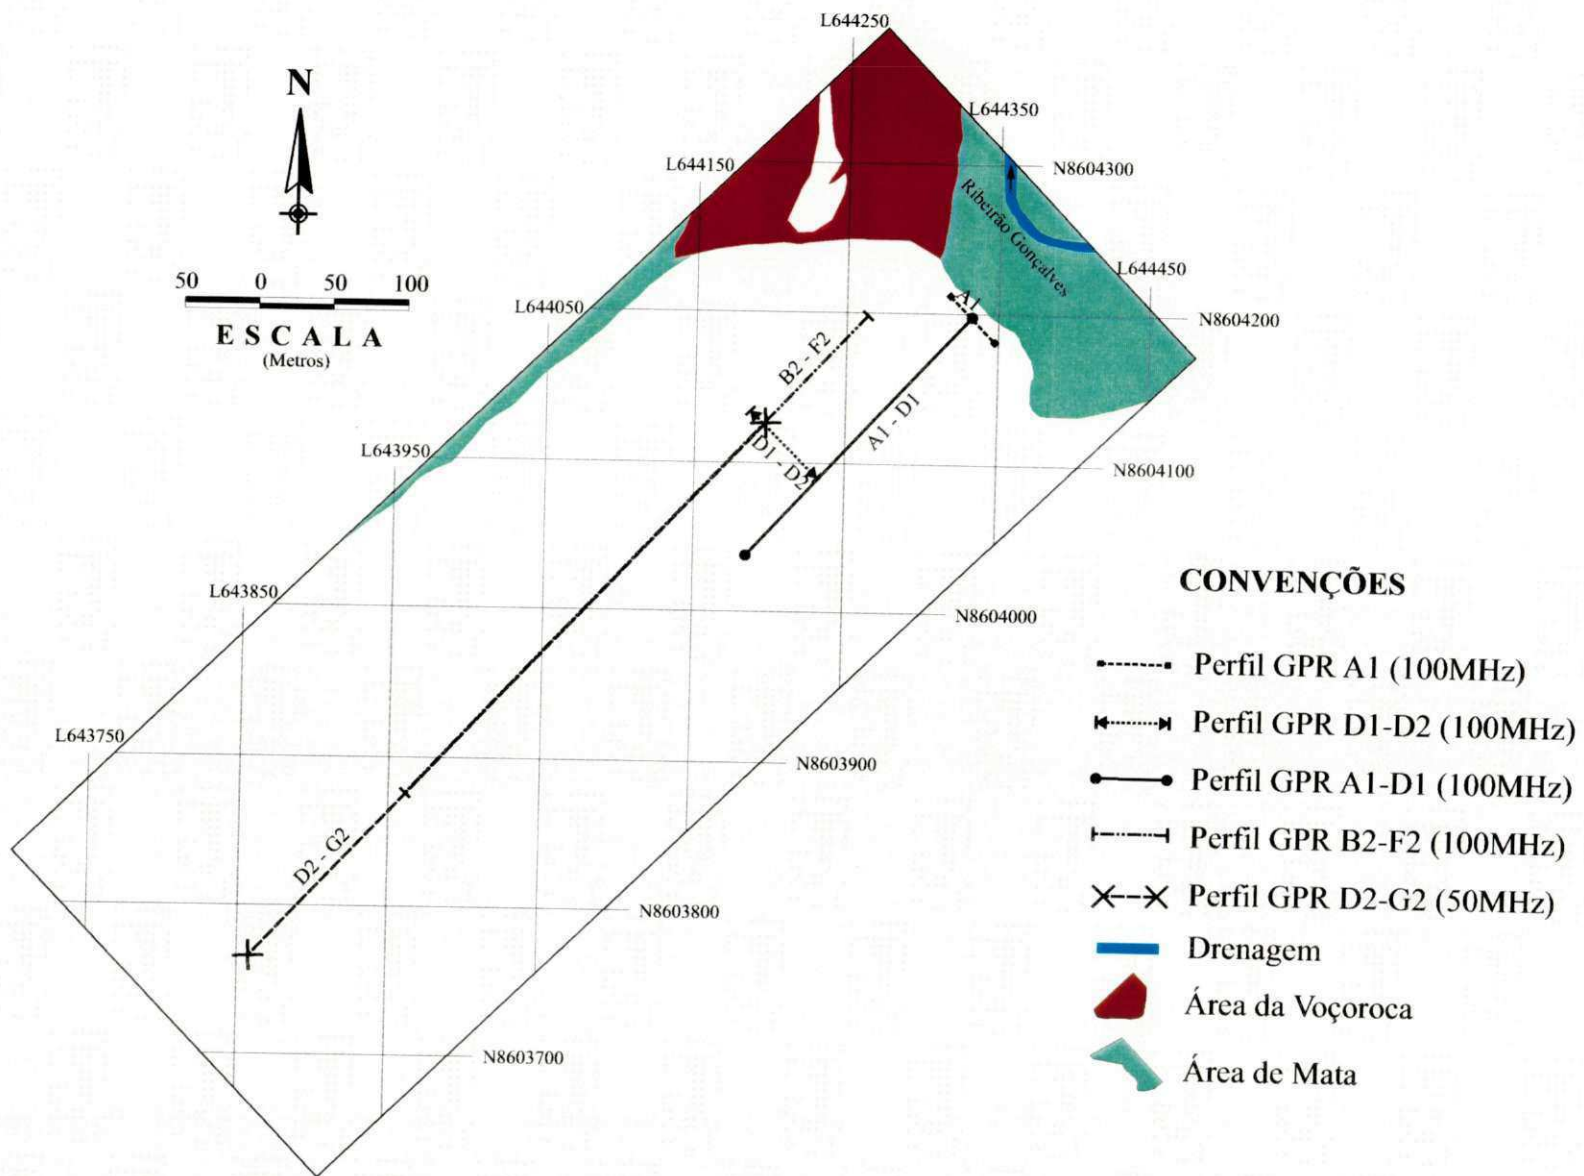 L644250
N
L644350
L644150
N8604300
Ribeirão Gonçalves
L644450
50 0 50 100
ESCALA
(Metros)
L644050
A1
N8604200
B2 - F2
A1 - D1
D1 - D2
L643950
N8604100
L643850
N8604000
L643750
N8603900
D2 - G2
N8603800
N8603700
CONVENÇÕES
Perfil GPR A1 (100MHz)
Perfil GPR D1-D2 (100MHz)
Perfil GPR A1-D1 (100MHz)
Perfil GPR B2-F2 (100MHz)
Perfil GPR D2-G2 (50MHz)
Drenagem
Área da Voçoroca
Área de Mata